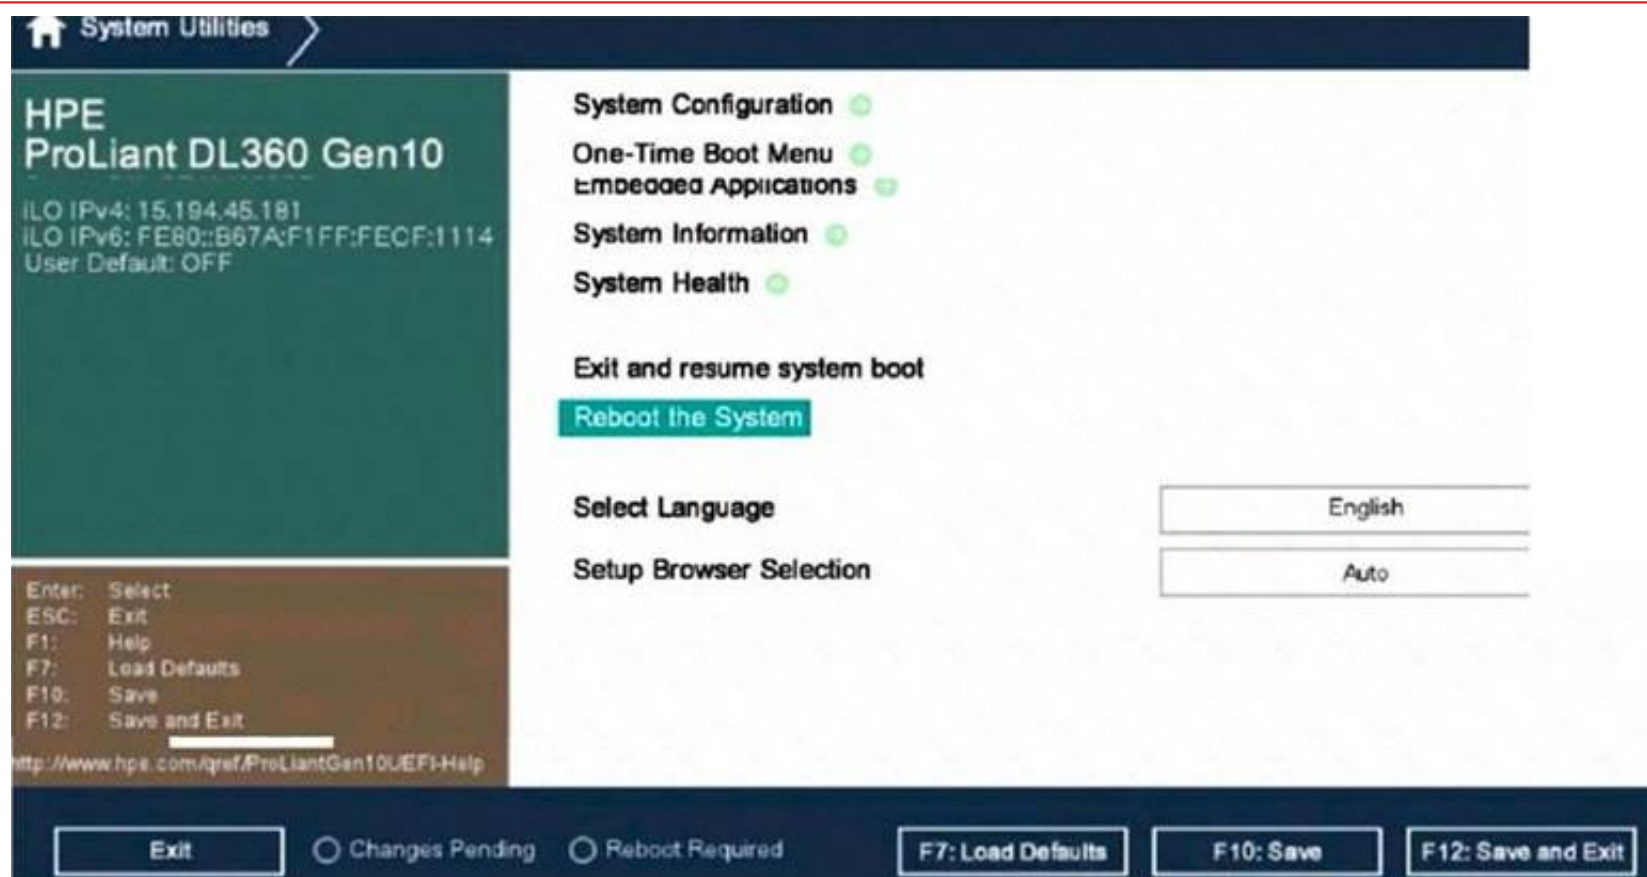 System Utilities
HPE
ProLiant DL360 Gen10
iLO IPv4: 15.194.45.181
iLO IPv6: FE80::B67A:F1FF:FECF:1114
User Default: OFF
Enter: Select
ESC: Exit
F1: Help
F7: Load Defaults
F10: Save
F12: Save and Exit
http://www.hpe.com/qref/ProLiantGen10UEFI-Help
System Configuration
One-Time Boot Menu
Embedded Applications
System Information
System Health
Exit and resume system boot
Reboot the System
Select Language English
Setup Browser Selection Auto
Exit Changes Pending Reboot Required F7: Load Defaults F10: Save F12: Save and Exit